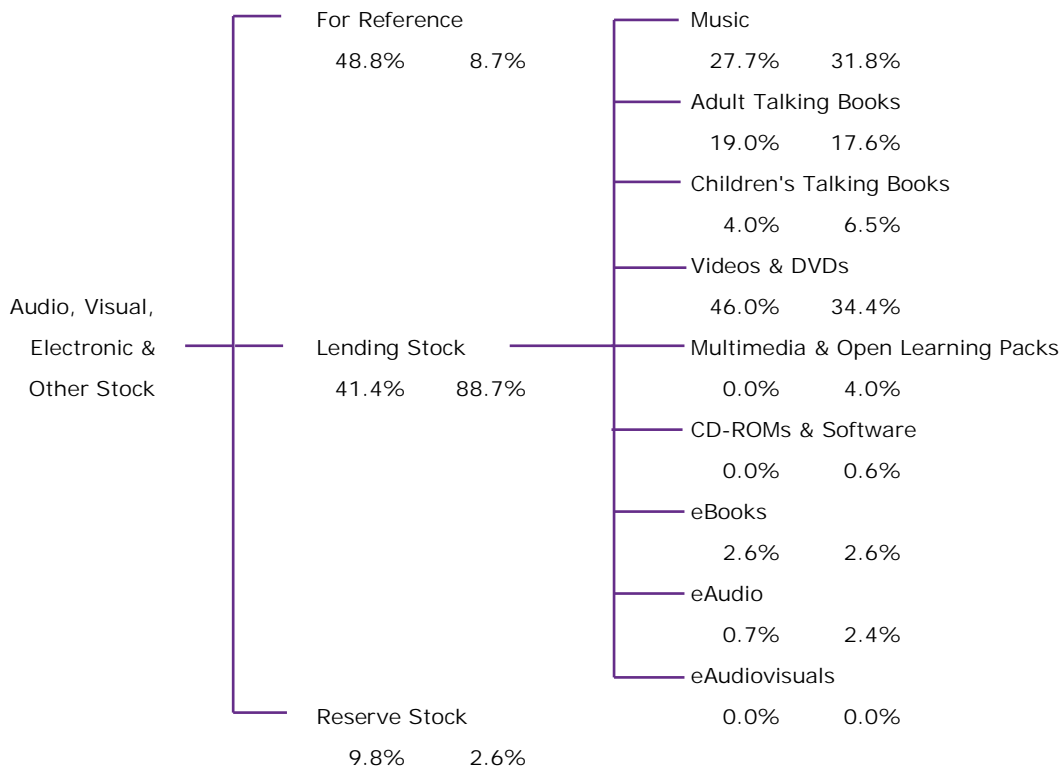 Audio, Visual,
Electronic &
Other Stock
For Reference
48.8% 8.7%
Lending Stock
41.4% 88.7%
Reserve Stock
9.8% 2.6%
Music
27.7% 31.8%
Adult Talking Books
19.0% 17.6%
Children's Talking Books
4.0% 6.5%
Videos & DVDs
46.0% 34.4%
Multimedia & Open Learning Packs
0.0% 4.0%
CD-ROMs & Software
0.0% 0.6%
eBooks
2.6% 2.6%
eAudio
0.7% 2.4%
eAudiovisuals
0.0% 0.0%